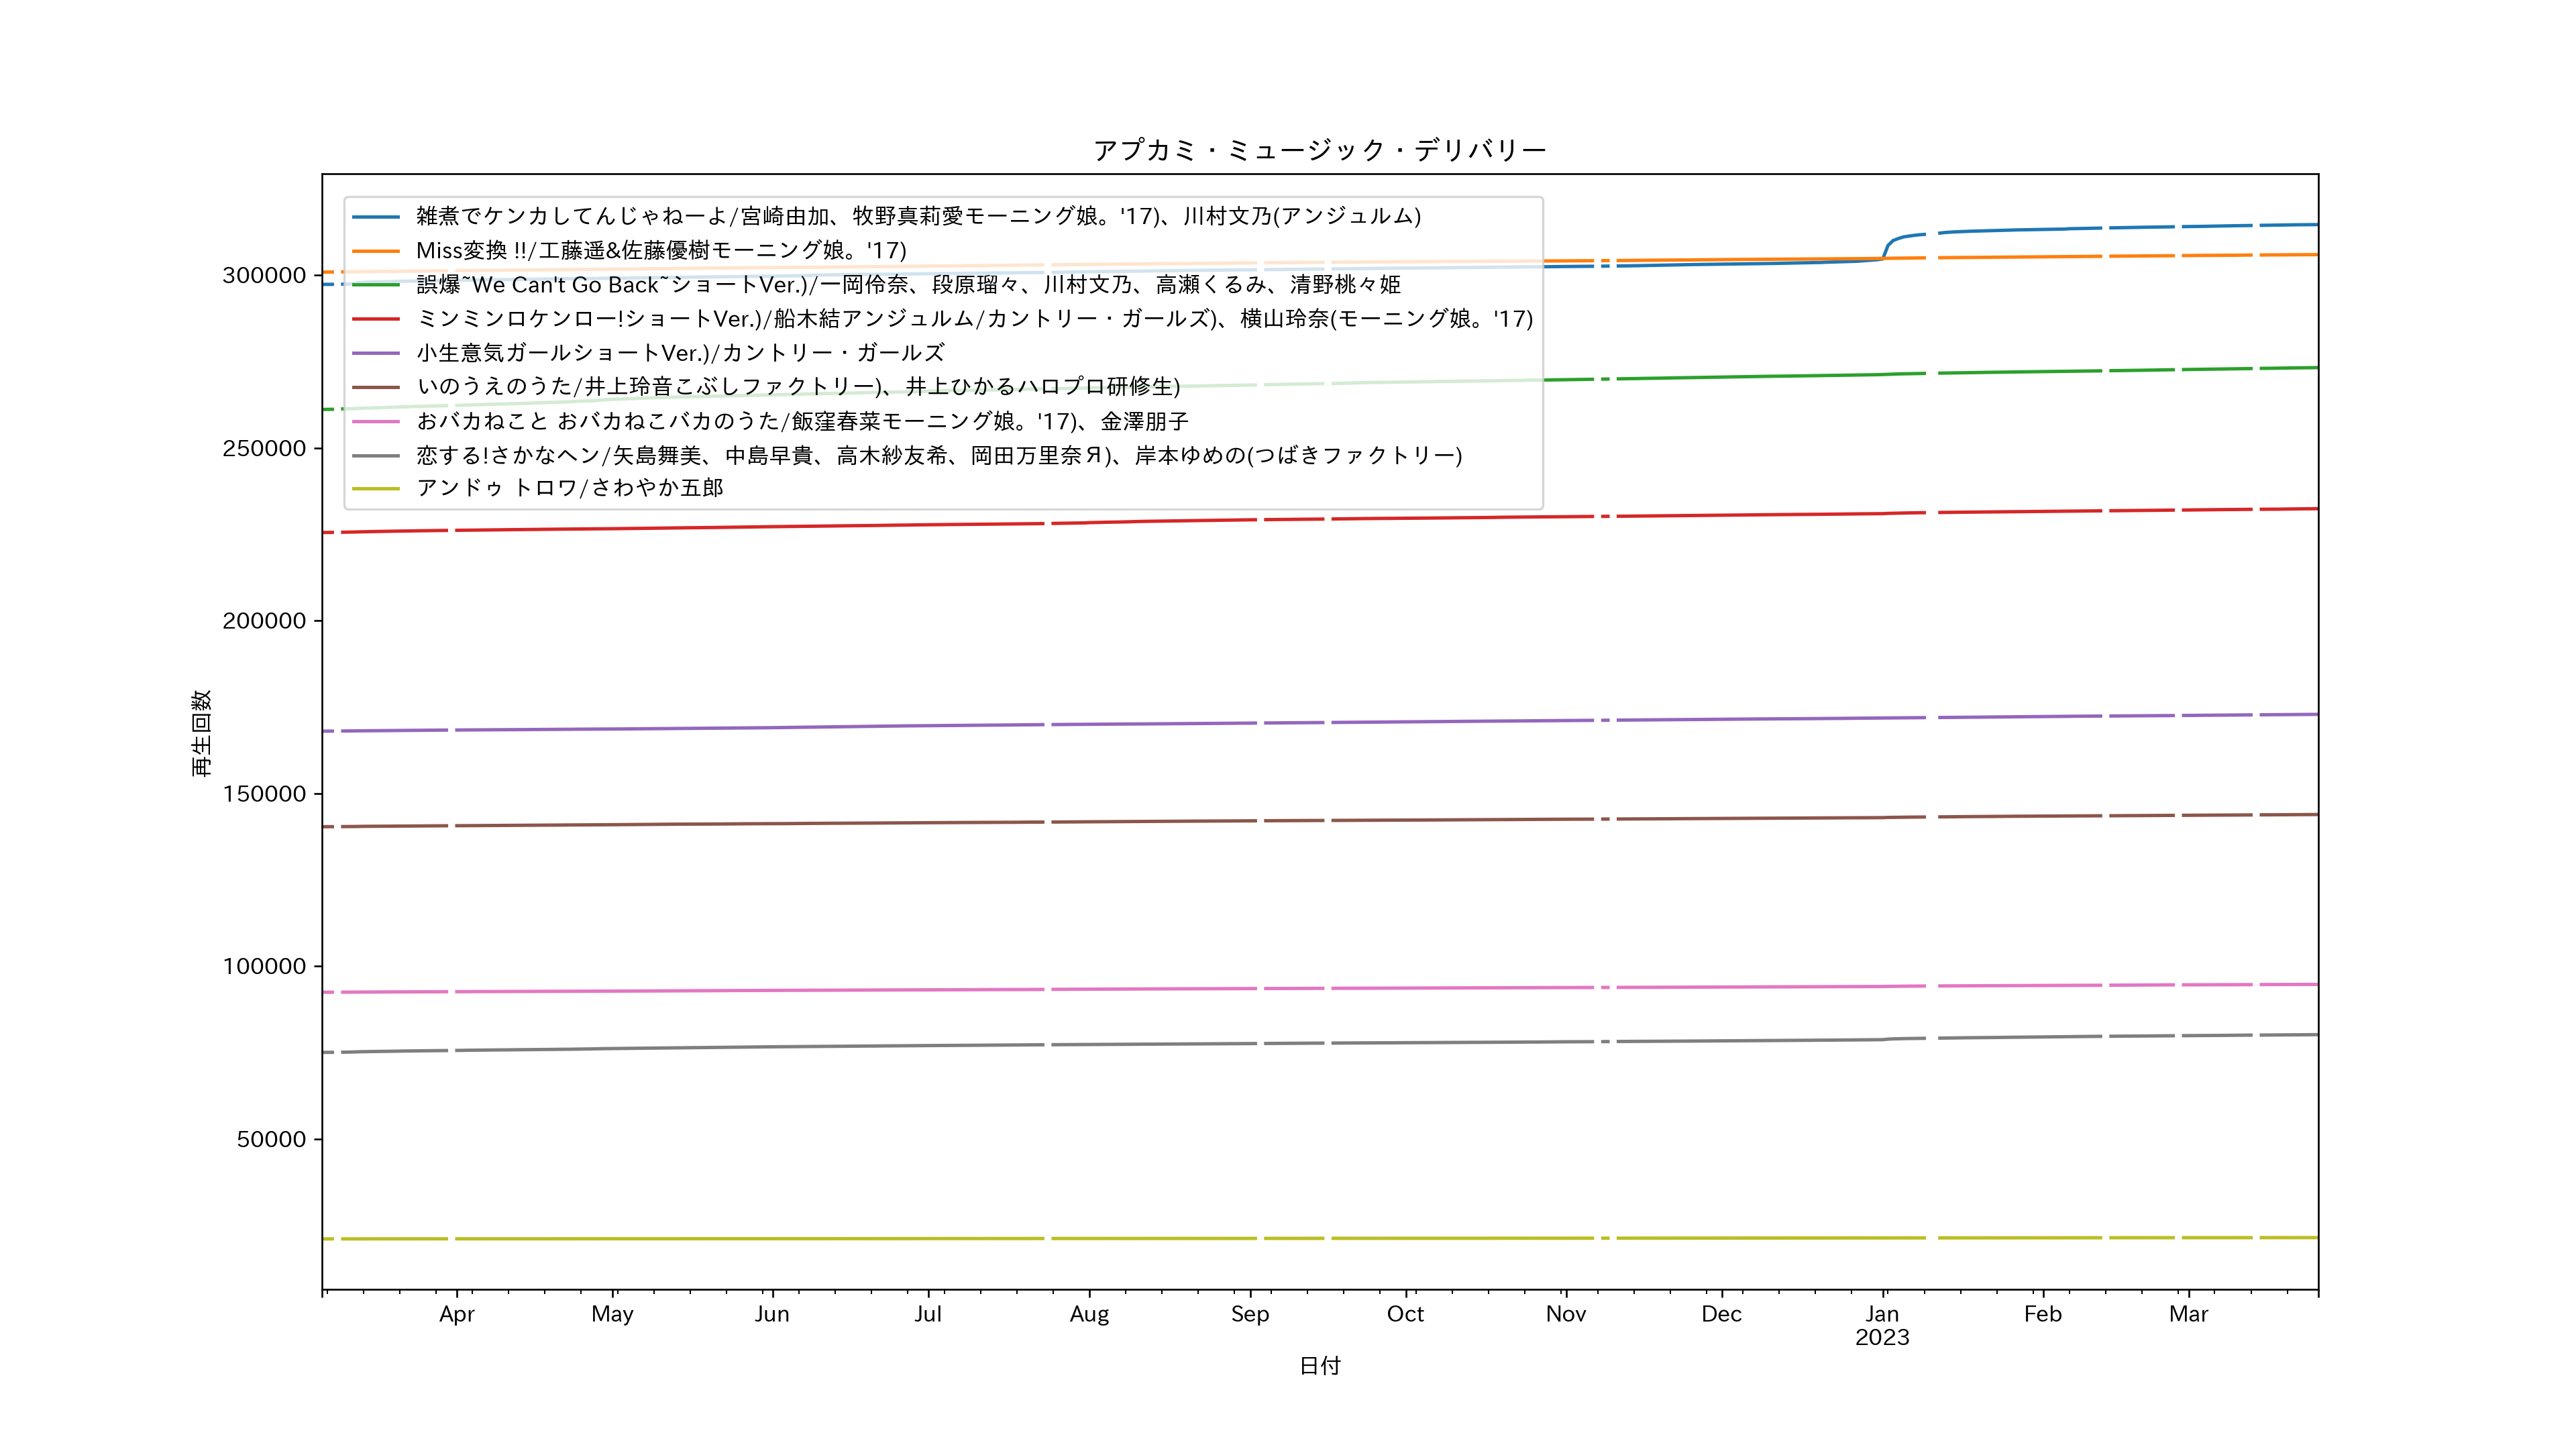 アプカミ・ミュージック・デリバリー
雑煮でケンカしてんじゃねーよ/宮崎由加、牧野真莉愛モーニング娘。'17)、川村文乃(アンジュルム)
Miss変換 !!/工藤遥&佐藤優樹モーニング娘。'17)
誤爆~We Can't Go Back~ショートVer.)/一岡伶奈、段原瑠々、川村文乃、高瀬くるみ、清野桃々姫
ミンミンロケンロー!ショートVer.)/船木結アンジュルム/カントリー・ガールズ)、横山玲奈(モーニング娘。'17)
小生意気ガールショートVer.)/カントリー・ガールズ
いのうえのうた/井上玲音こぶしファクトリー)、井上ひかるハロプロ研修生)
おバカねこと おバカねこバカのうた/飯窪春菜モーニング娘。'17)、金澤朋子
恋する!さかなヘン/矢島舞美、中島早貴、高木紗友希、岡田万里奈Я)、岸本ゆめの(つばきファクトリー)
アンドゥ トロワ/さわやか五郎
再生回数
300000
250000
200000
150000
100000
50000
Apr May Jun Jul Aug Sep Oct Nov Dec Jan Feb Mar
2023
日付